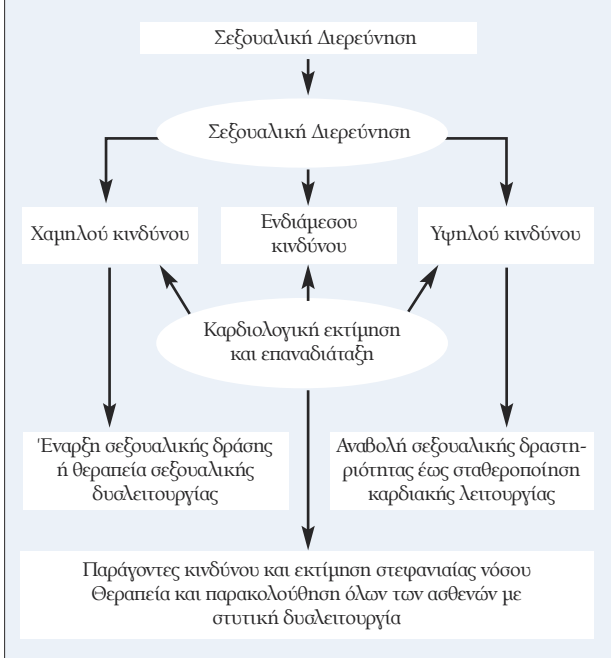 Σεξουαλική Διερεύνηση
Σεξουαλική Διερεύνηση
Χαμηλού κινδύνου
Ενδιάμεσου
κινδύνου
Υψηλού κινδύνου
Καρδιολογική εκτίμηση
και επαναδιάταξη
Έναρξη σεξουαλικής δράσης
ή θεραπεία σεξουαλικής
δυσλειτουργίας
Αναβολή σεξουαλικής δραστη-
ριότητας έως σταθεροποίηση
καρδιακής λειτουργίας
Παράγοντες κινδύνου και εκτίμηση στεφανιαίας νόσου
Θεραπεία και παρακολούθηση όλων των ασθενών με
στυτική δυσλειτουργία